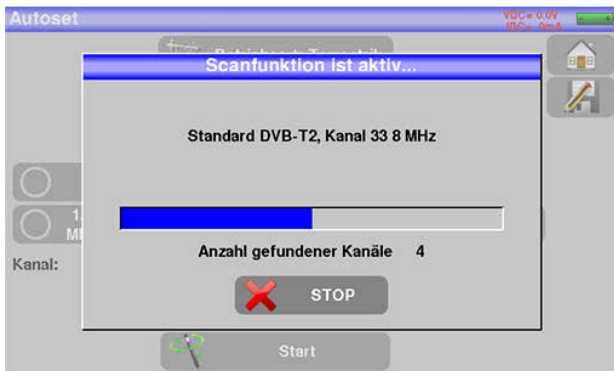 Autoset
VDC= 0.0V
IDC= 0mA
Scanfunktion ist aktiv...
Standard DVB-T2, Kanal 33 8 MHz
Anzahl gefundener Kanäle 4
Kanal:
STOP
Start